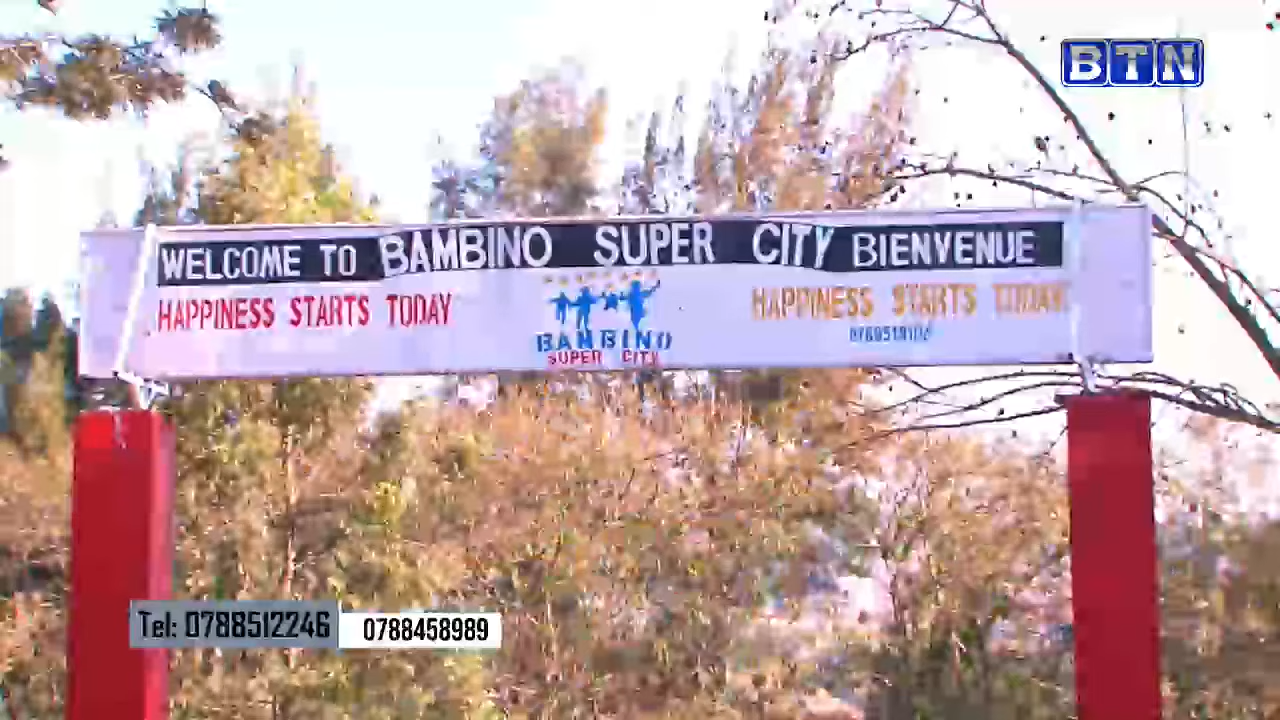 BTN
WELCOME TO BAMBINO SUPER CITY BIENVENUE
HAPPINESS STARTS TODAY
HAPPINESS STARTS TODAY
BAMBINO
SUPER CITY
Tel: 0788512246
0788458989